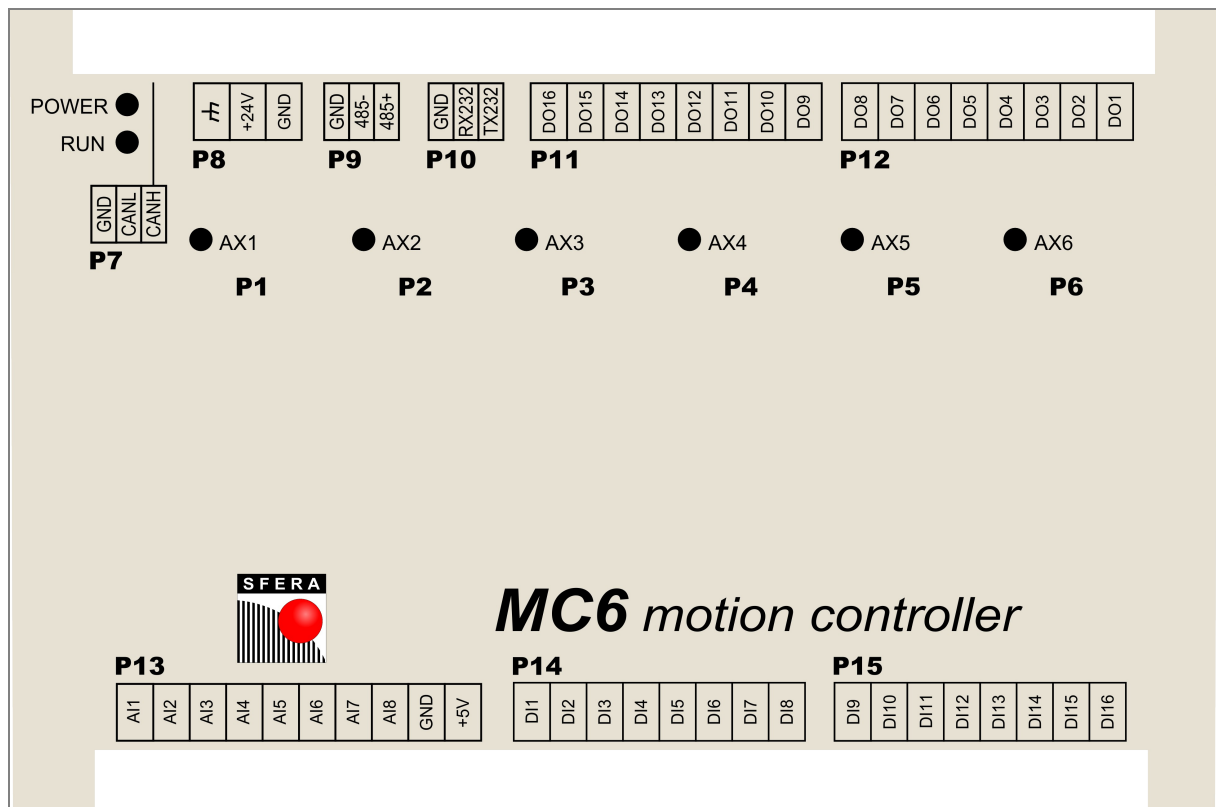 POWER
RUN
+24V GND
P8
GND 485- 485+
P9
GND RX232 TX232
P10
DO16 DO15 DO14 DO13 DO12 DO11 DO10 DO9
P11
DO8 DO7 DO6 DO5 DO4 DO3 DO2 DO1
P12
GND CANL CANH
P7
AX1 AX2 AX3 AX4 AX5 AX6
P1 P2 P3 P4 P5 P6
SFERA
MC6 motion controller
P13
AI1 AI2 AI3 AI4 AI5 AI6 AI7 AI8 GND +5V
P14
DI1 DI2 DI3 DI4 DI5 DI6 DI7 DI8
P15
DI9 DI10 DI11 DI12 DI13 DI14 DI15 DI16